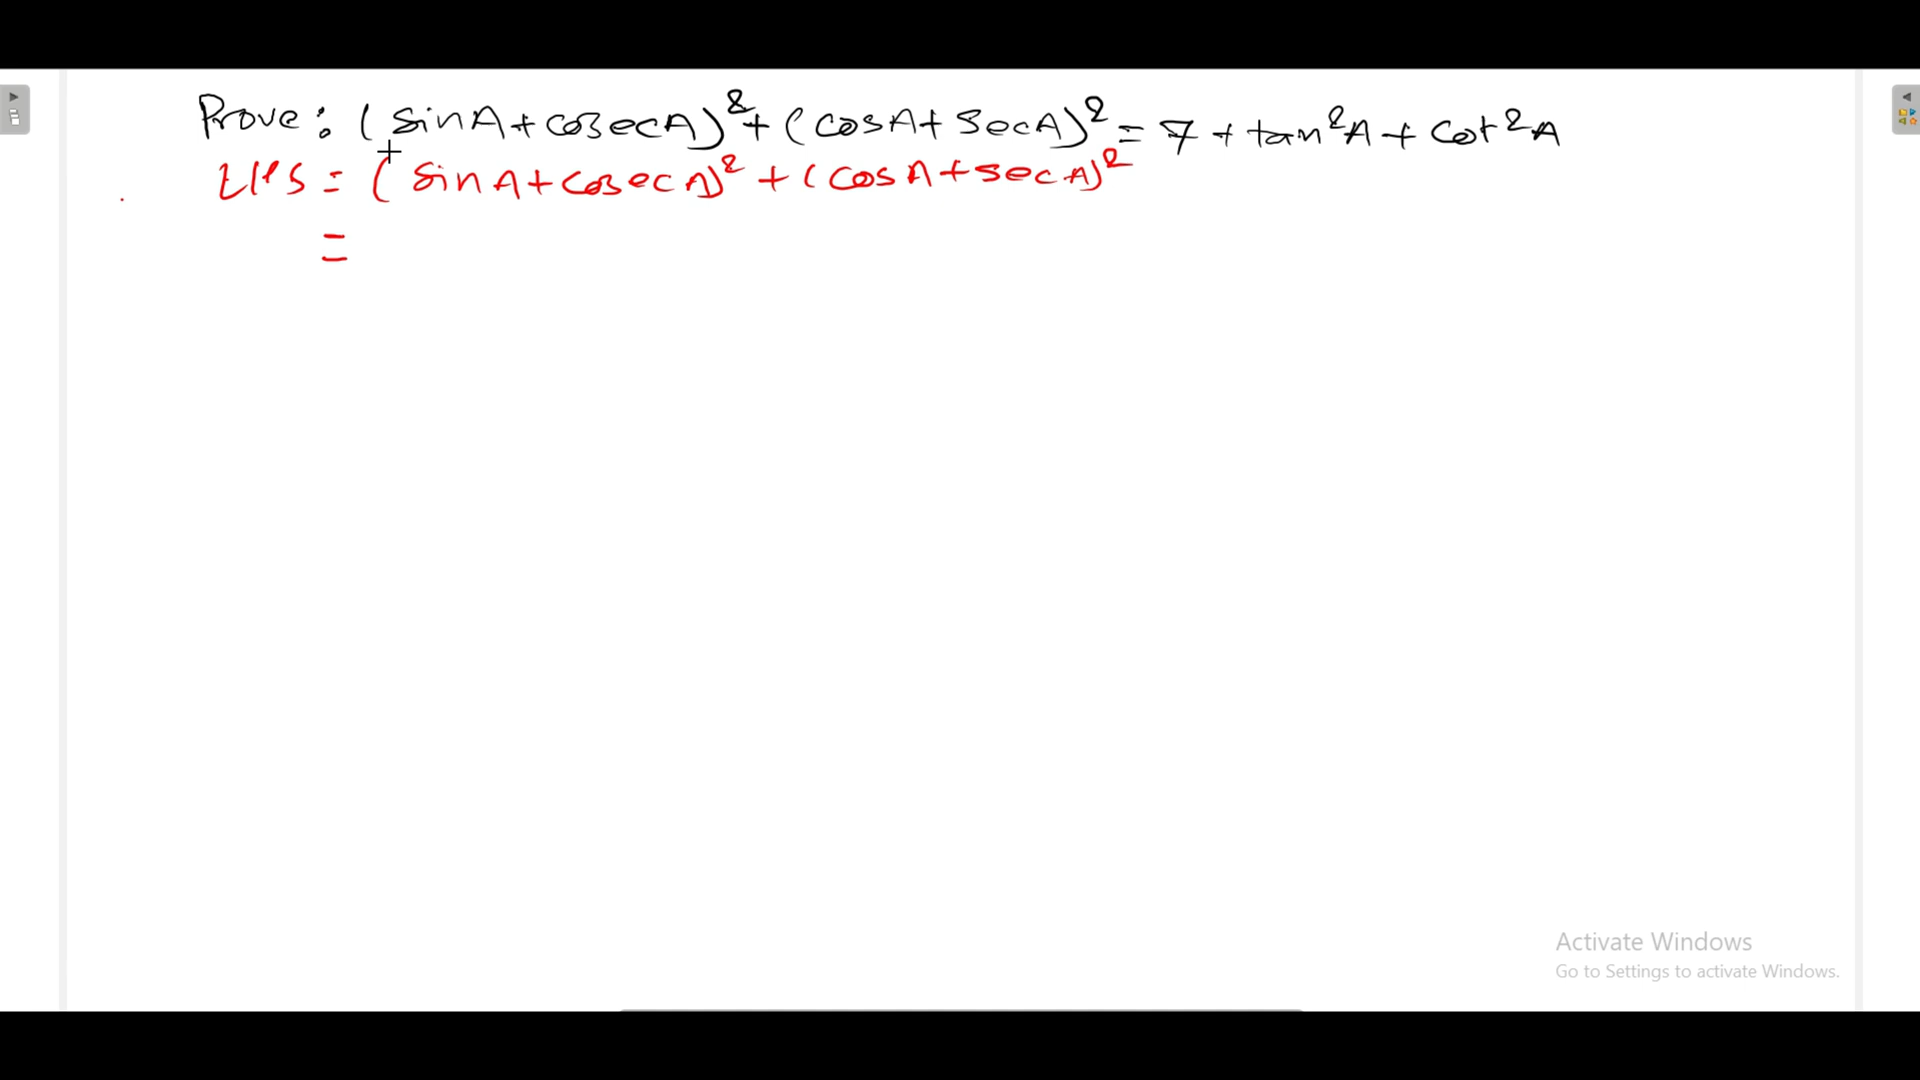 Prove: (sinA+cosecA)²+(cosA+secA)²=7+tan²A+cot²A
LHS=(sinA+cosecA)²+(cosA+secA)²
=
Activate Windows
Go to Settings to activate Windows.